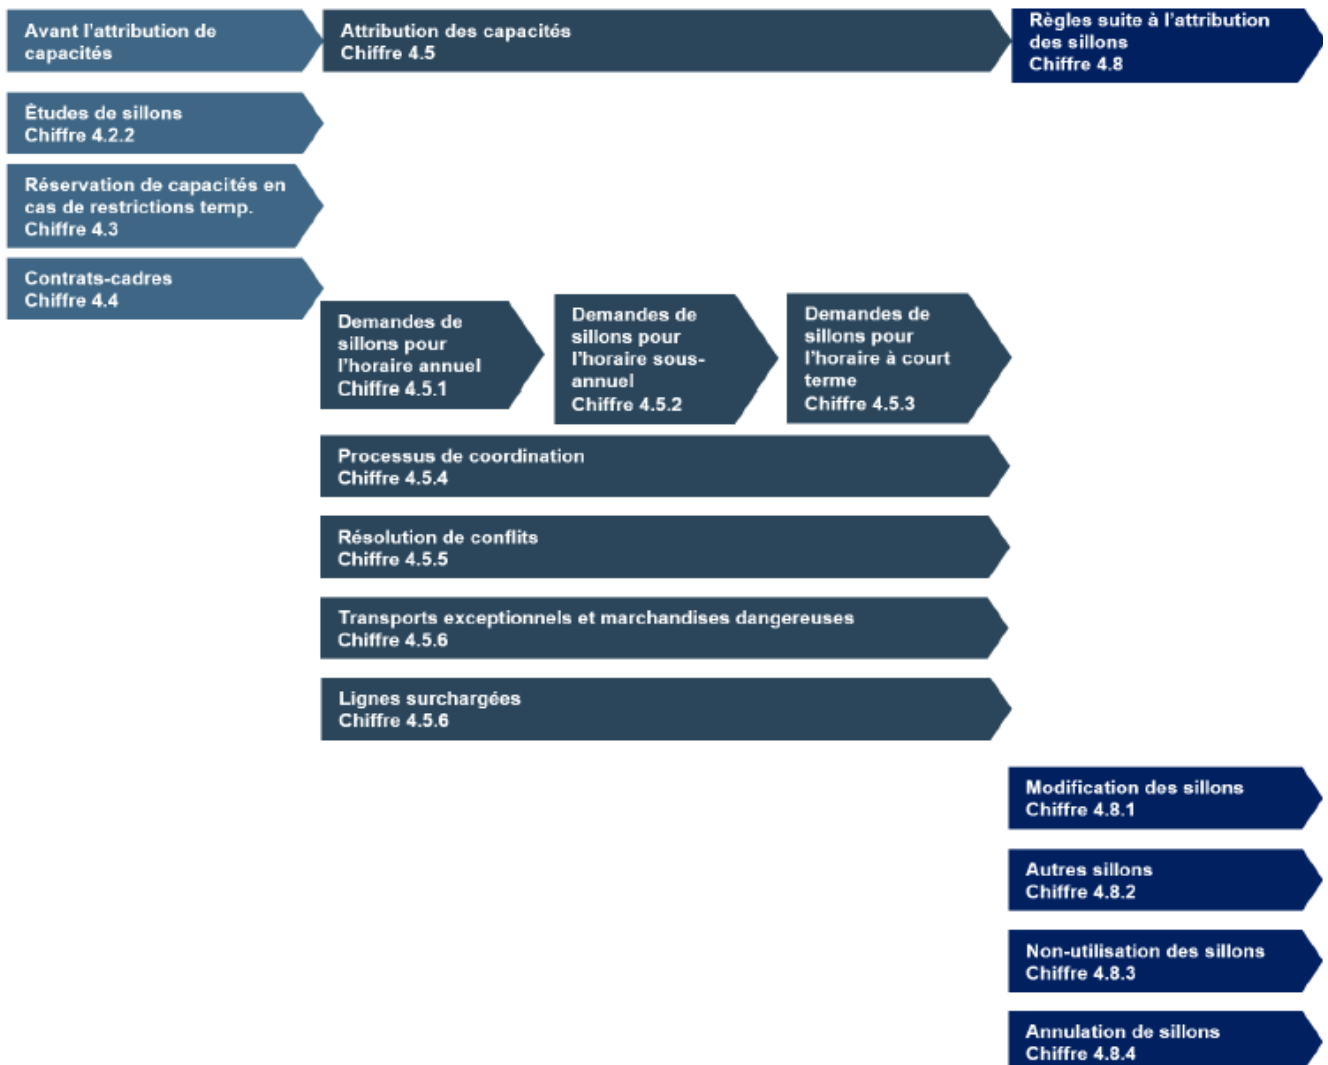 Avant l'attribution de
capacités
Attribution des capacités
Chiffre 4.5
Règles suite à l'attribution
des sillons
Chiffre 4.8
Études de sillons
Chiffre 4.2.2
Réservation de capacités en
cas de restrictions temp.
Chiffre 4.3
Contrats-cadres
Chiffre 4.4
Demandes de
sillons pour
l'horaire annuel
Chiffre 4.5.1
Demandes de
sillons pour
l'horaire sous-
annuel
Chiffre 4.5.2
Demandes de
sillons pour
l'horaire à court
terme
Chiffre 4.5.3
Processus de coordination
Chiffre 4.5.4
Résolution de conflits
Chiffre 4.5.5
Transports exceptionnels et marchandises dangereuses
Chiffre 4.5.6
Lignes surchargées
Chiffre 4.5.6
Modification des sillons
Chiffre 4.8.1
Autres sillons
Chiffre 4.8.2
Non-utilisation des sillons
Chiffre 4.8.3
Annulation de sillons
Chiffre 4.8.4